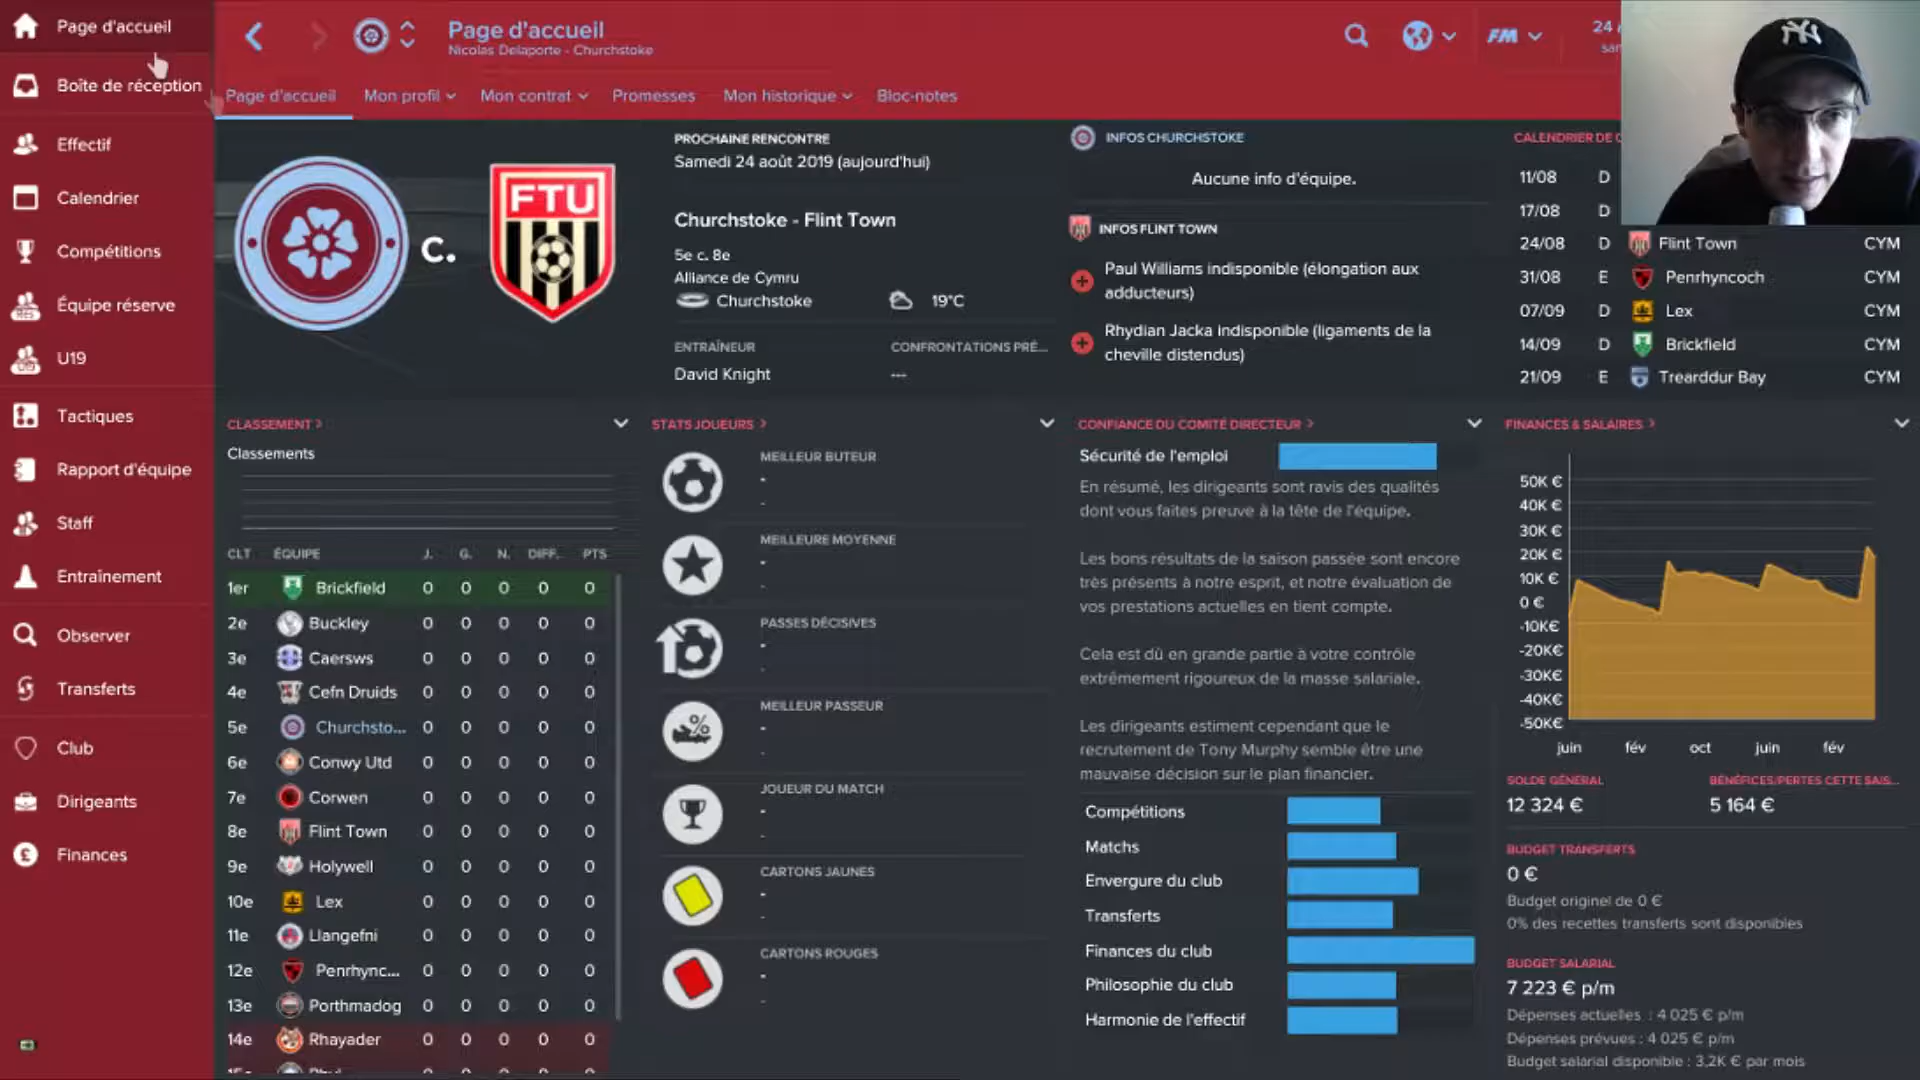 Page d'accueil
Boîte de réception
Effectif
Calendrier
Compétitions
Équipe réserve
U19
Tactiques
Rapport d'équipe
Staff
Entraînement
Observer
Transferts
Club
Dirigeants
Finances
Page d'accueil
Nicolas Delaporte - Churchstoke
FM
Page d'accueil
Mon profil
Mon contrat
Promesses
Mon historique
Bloc-notes
C.
FTU
PROCHAINE RENCONTRE
Samedi 24 août 2019 (aujourd'hui)
Churchstoke - Flint Town
5e c. 8e
Alliance de Cymru
Churchstoke
19°C
ENTRAÎNEUR
David Knight
CONFRONTATIONS PRÉ...
---
INFOS CHURCHSTOKE
Aucune info d'équipe.
INFOS FLINT TOWN
Paul Williams indisponible (élongation aux
adducteurs)
Rhydian Jacka indisponible (ligaments de la
cheville distendus)
CALENDRIER DE
11/08 D
17/08 D
24/08 D Flint Town CYM
31/08 E Penrhyncoch CYM
07/09 D Lex CYM
14/09 D Brickfield CYM
21/09 E Trearddur Bay CYM
CLASSEMENT >
Classements
CLT ÉQUIPE J. G. N. DIFF. PTS
1er Brickfield 0 0 0 0 0
2e Buckley 0 0 0 0 0
3e Caersws 0 0 0 0 0
4e Cefn Druids 0 0 0 0 0
5e Churchsto... 0 0 0 0 0
6e Conwy Utd 0 0 0 0 0
7e Corwen 0 0 0 0 0
8e Flint Town 0 0 0 0 0
9e Holywell 0 0 0 0 0
10e Lex 0 0 0 0 0
11e Llangefni 0 0 0 0 0
12e Penrhync... 0 0 0 0 0
13e Porthmadog 0 0 0 0 0
14e Rhayader 0 0 0 0 0
STATS JOUEURS >
MEILLEUR BUTEUR
-
-
MEILLEURE MOYENNE
-
-
PASSES DÉCISIVES
-
-
MEILLEUR PASSEUR
-
-
JOUEUR DU MATCH
-
-
CARTONS JAUNES
-
-
CARTONS ROUGES
-
-
CONFIANCE DU COMITÉ DIRECTEUR >
Sécurité de l'emploi
En résumé, les dirigeants sont ravis des qualités
dont vous faites preuve à la tête de l'équipe.
Les bons résultats de la saison passée sont encore
très présents à notre esprit, et notre évaluation de
vos prestations actuelles en tient compte.
Cela est dû en grande partie à votre contrôle
extrêmement rigoureux de la masse salariale.
Les dirigeants estiment cependant que le
recrutement de Tony Murphy semble être une
mauvaise décision sur le plan financier.
Compétitions
Matchs
Envergure du club
Transferts
Finances du club
Philosophie du club
Harmonie de l'effectif
FINANCES & SALAIRES >
50K €
40K €
30K €
20K €
10K €
0 €
-10K€
-20K€
-30K€
-40K€
-50K€
juin fév oct juin fév
SOLDE GÉNÉRAL
12 324 €
BÉNÉFICES/PERTES CETTE SAIS...
5 164 €
BUDGET TRANSFERTS
0 €
Budget originel de 0 €
0% des recettes transferts sont disponibles
BUDGET SALARIAL
7 223 € p/m
Dépenses actuelles : 4 025 € p/m
Dépenses prévues : 4 025 € p/m
Budget salarial disponible : 3,2K € par mois